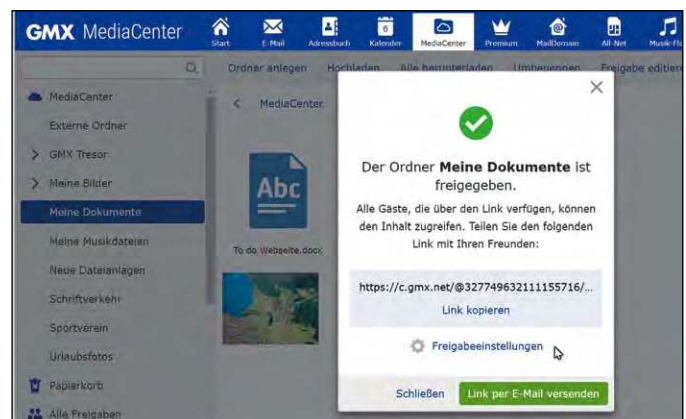 GMX MediaCenter
Start E-Mail Adressbuch Kalender MediaCenter Premium MailDomain All-Net Musik-Fla
6
Ordner anlegen Hochladen Alle herunterladen Umbenennen Freigabe editieren
MediaCenter
Externe Ordner
GMX Tresor
Meine Bilder
Meine Dokumente
Meine Musikdateien
Neue Dateianlagen
Schriftverkehr
Sportverein
Urlaubsfotos
Papierkorb
Alle Freigaben
< MediaCenter
Abc
To do Webseite.docx
Der Ordner Meine Dokumente ist
freigegeben.
Alle Gäste, die über den Link verfügen, können
den Inhalt zugreifen. Teilen Sie den folgenden
Link mit Ihren Freunden:
https://c.gmx.net/@327749632111155716/...
Link kopieren
Freigabeeinstellungen
Schließen Link per E-Mail versenden